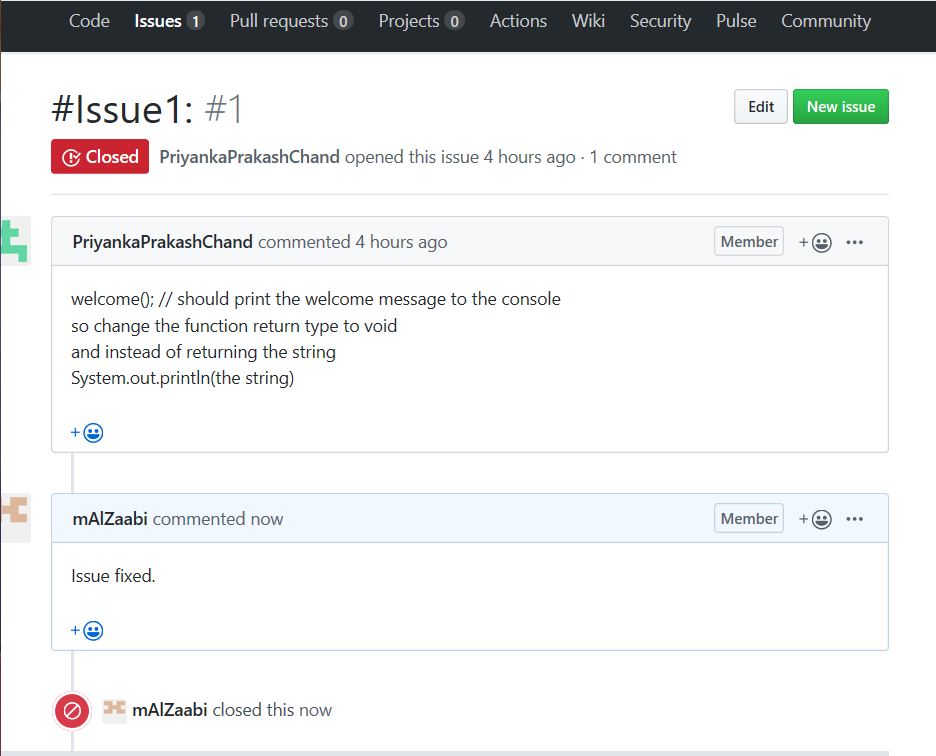 Code Issues 1 Pull requests 0 Projects 0 Actions Wiki Security Pulse Community
#Issue1: #1
Edit New issue
Closed PriyankaPrakashChand opened this issue 4 hours ago · 1 comment
PriyankaPrakashChand commented 4 hours ago Member
welcome(); // should print the welcome message to the console
so change the function return type to void
and instead of returning the string
System.out.println(the string)
mAlZaabi commented now Member
Issue fixed.
mAlZaabi closed this now